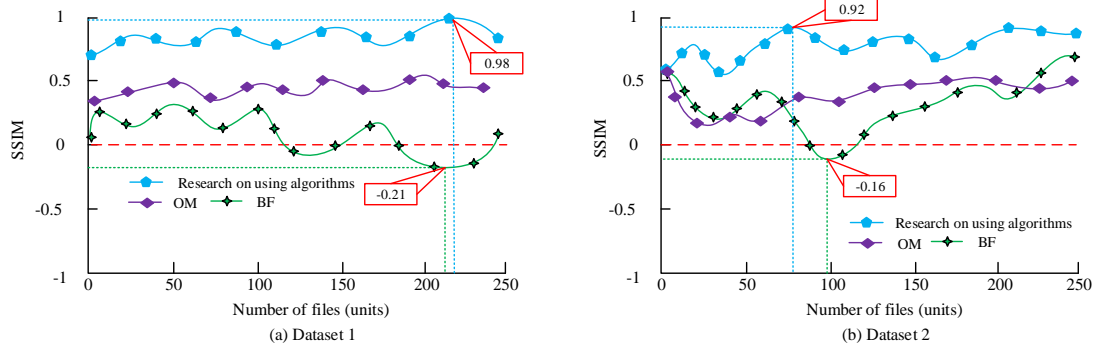 1
0.5
0
-0.5
-1
SSIM
0.98
-0.21
Research on using algorithms
OM BF
0 50 100 150 200 250
Number of files (units)
(a) Dataset 1
1
0.5
0
-0.5
-1
SSIM
0.92
-0.16
Research on using algorithms
OM BF
0 50 100 150 200 250
Number of files (units)
(b) Dataset 2